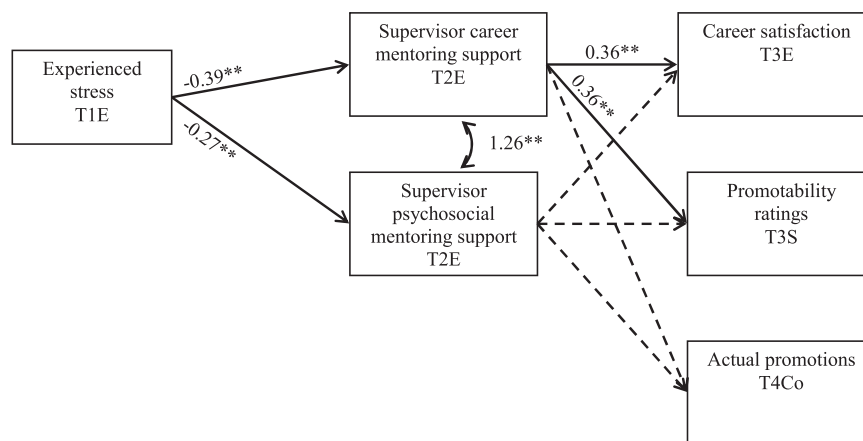 Experienced
stress
T1E
-0.39**
-0.27**
Supervisor career
mentoring support
T2E
1.26**
Supervisor
psychosocial
mentoring support
T2E
0.36**
0.36**
Career satisfaction
T3E
Promotability
ratings
T3S
Actual promotions
T4Co